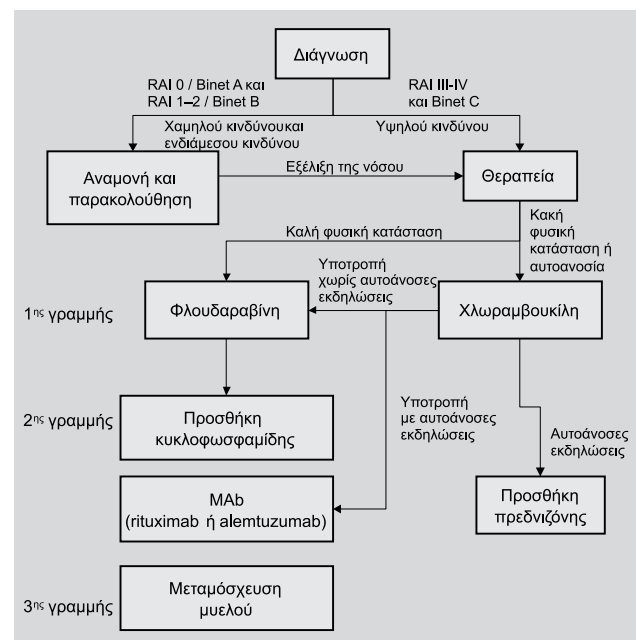 Διάγνωση
RAI 0 / Binet A και
RAI 1–2 / Binet B
RAI III-IV
και Binet C
Χαμηλού κινδύνουκαι
ενδιάμεσου κινδύνου
Υψηλού κινδύνου
Αναμονή και
παρακολούθηση
Εξέλιξη της νόσου
Θεραπεία
Καλή φυσική κατάσταση
Κακή
φυσική
κατάσταση ή
αυτοανοσία
Υποτροπή
χωρίς αυτοάνοσες
εκδηλώσεις
1ης γραμμής
Φλουδαραβίνη
Χλωραμβουκίλη
2ης γραμμής
Προσθήκη
κυκλοφωσφαμίδης
Υποτροπή
με αυτοάνοσες
εκδηλώσεις
Αυτοάνοσες
εκδηλώσεις
MAb
(rituximab ή alemtuzumab)
Προσθήκη
πρεδνιζόνης
3ης γραμμής
Μεταμόσχευση
μυελού